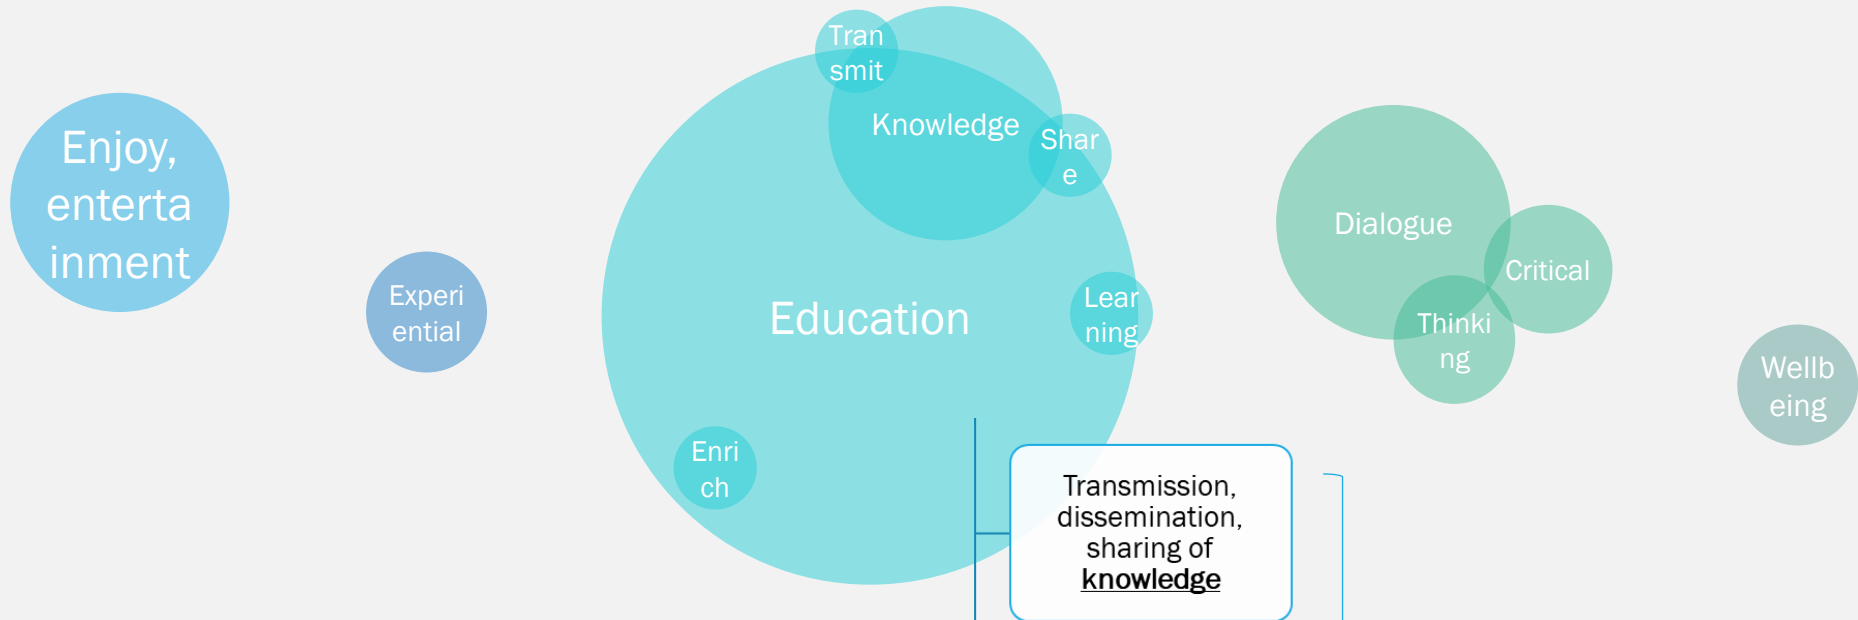 Enjoy,
enterta
inment
Experi
ential
Tran
smit
Knowledge
Shar
e
Education
Lear
ning
Enri
ch
Transmission,
dissemination,
sharing of
knowledge
Dialogue
Critical
Thinki
ng
Wellb
eing